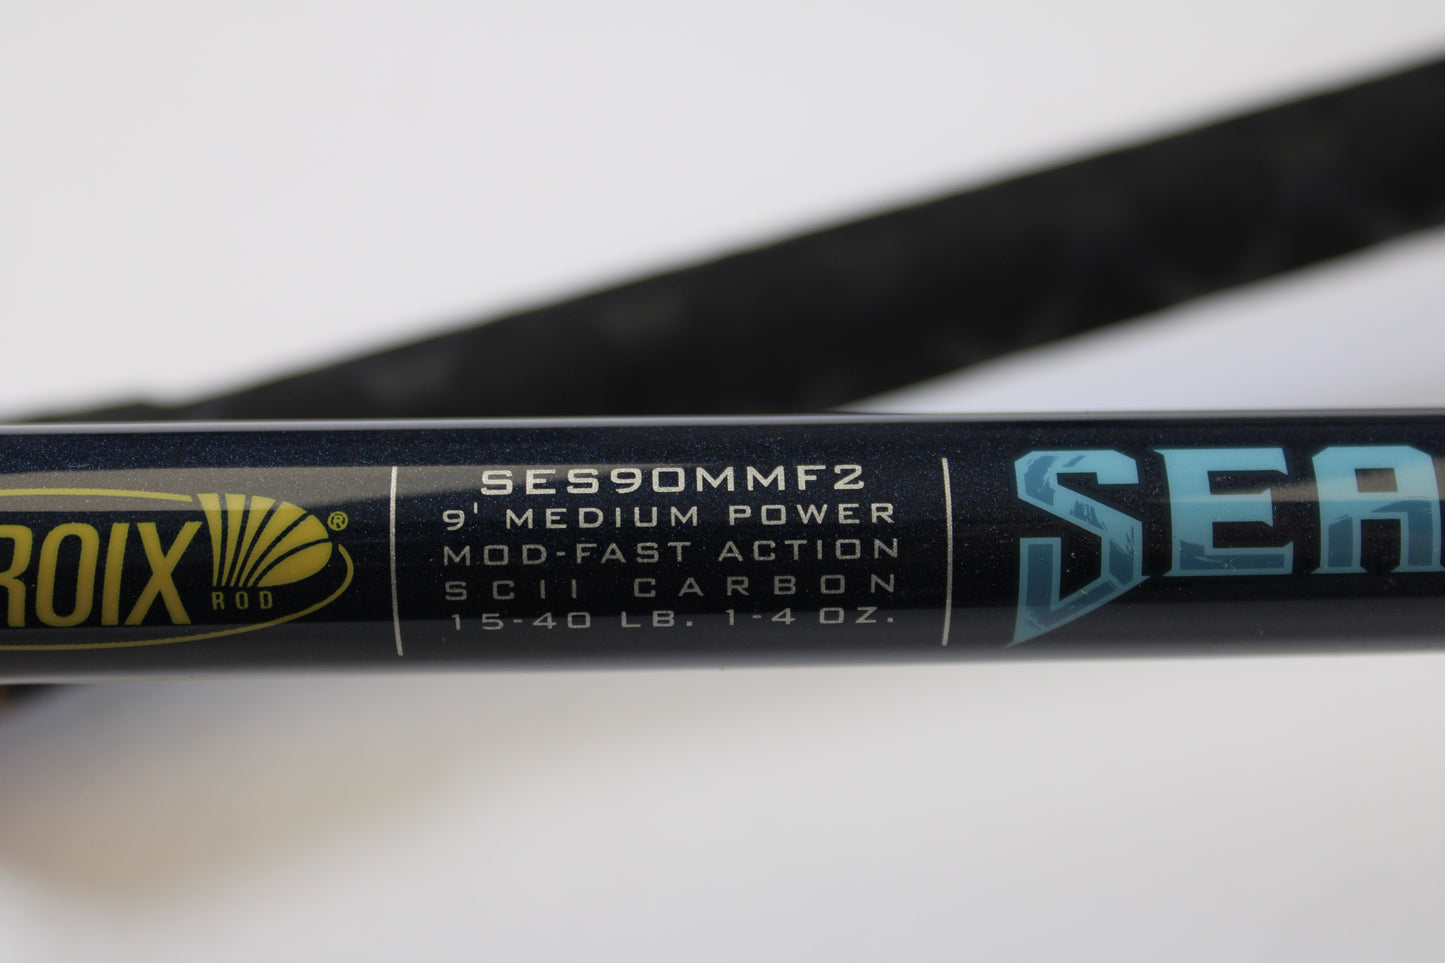 ROIX
ROD
®
SES90MMF2
9' MEDIUM POWER
MOD-FAST ACTION
SCII CARBON
15-40 LB. 1-4 OZ.
SEA